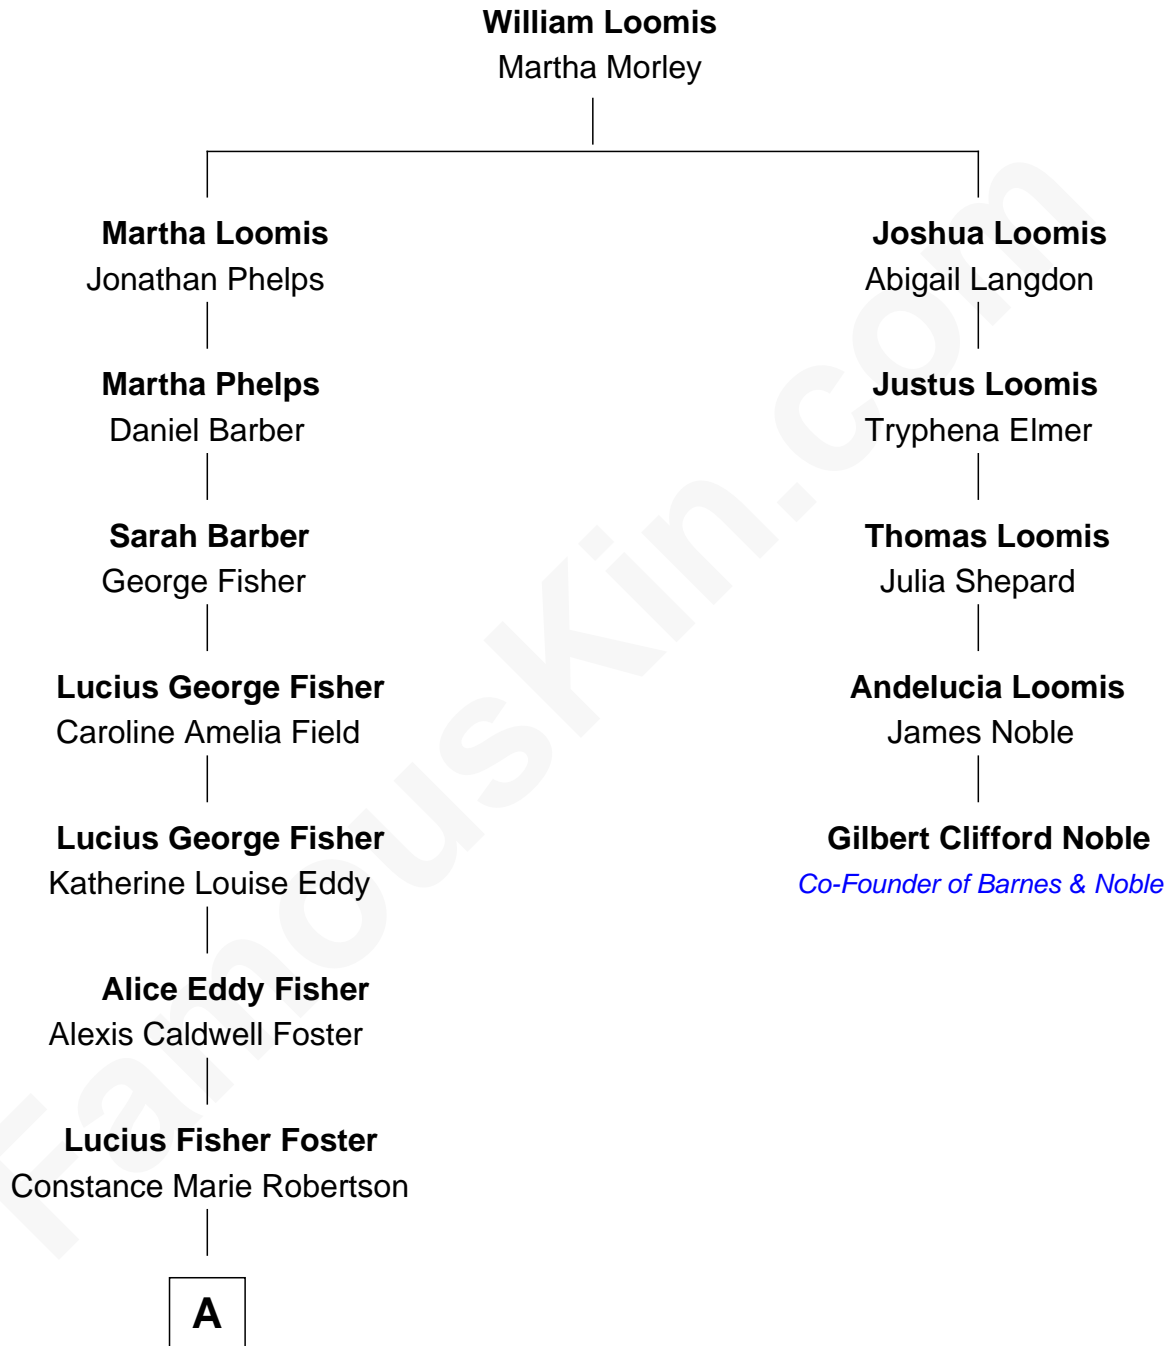 William Loomis
Martha Morley
Martha Loomis
Jonathan Phelps
Joshua Loomis
Abigail Langdon
Martha Phelps
Daniel Barber
Justus Loomis
Tryphena Elmer
Sarah Barber
George Fisher
Thomas Loomis
Julia Shepard
Lucius George Fisher
Caroline Amelia Field
Andelucia Loomis
James Noble
Lucius George Fisher
Katherine Louise Eddy
Gilbert Clifford Noble
Co-Founder of Barnes & Noble
Alice Eddy Fisher
Alexis Caldwell Foster
Lucius Fisher Foster
Constance Marie Robertson
A
FamousKin.com